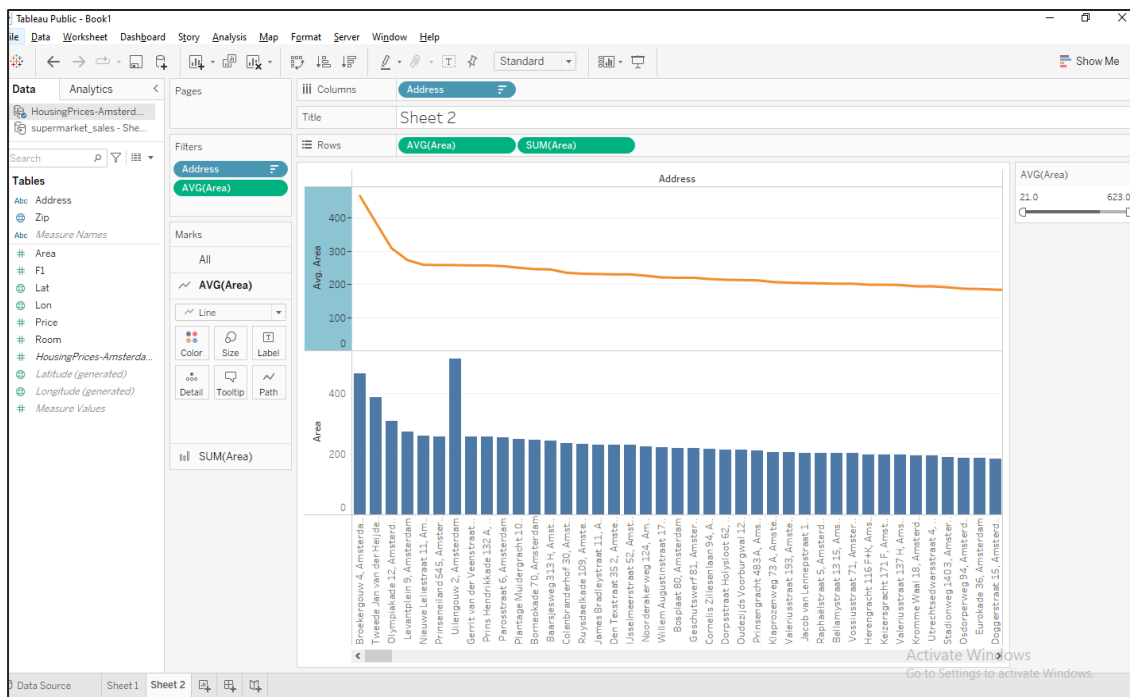 Tableau Public - Book1
ile Data Worksheet Dashboard Story Analysis Map Format Server Window Help
Standard
Show Me
Data Analytics
Pages
Columns Address
HousingPrices-Amsterd...
supermarket_sales - She...
Title Sheet 2
Search
Filters
Rows AVG(Area) SUM(Area)
Address
AVG(Area)
Tables
Address
Zip
Measure Names
Area
F1
Lat
Lon
Price
Room
HousingPrices-Amsterda...
Latitude (generated)
Longitude (generated)
Measure Values
Marks
All
AVG(Area)
Line
Color Size Label
Detail Tooltip Path
SUM(Area)
Address
Avg. Area
400
300
200
100
0
Area
400
200
0
Broekergouw 4, Amsterda..
Tweede Jan van der Heijde..
Olympiakade 12, Amsterd..
Levantplein 9, Amsterdam
Nieuwe Leliestraat 11, Am..
Prinseneiland 545, Amster..
Uilengouw 2, Amsterdam
Gerrit van der Veenstraat ..
Prins Hendrikkade 132 A, ..
Parosstraat 6, Amsterdam
Plantage Muidergracht 10..
Borneokade 70, Amsterdam
Baarsjesweg 313 H, Amst..
Colenbranderhof 30, Amst..
Ruysdaelkade 109, Amste..
James Bradleystraat 11, A..
Den Texstraat 35 2, Amste..
IJsselmeerstraat 52, Amst..
Noorderakerweg 124, Am..
Willem Augustinstraat 17..
Bosplaat 80, Amsterdam
Geschutswerf 81, Amster..
Cornelis Zillesenlaan 94, A..
Dorpsstraat Holysloot 62, ..
Oudezijds Voorburgwal 12..
Prinsengracht 483 A, Ams..
Klaprozenweg 73 A, Amst..
Valeriusstraat 193, Amste..
Jacob van Lennepstraat 1..
Raphaelstraat 5, Amsterd..
Bellamystraat 13 15, Ams..
Vossiusstraat 71, Amster..
Herengracht 116 F+K, Ams..
Keizersgracht 171 F, Amst..
Valeriusstraat 137 H, Ams..
Kromme Waal 18, Amsterd..
Utrechtsedwarsstraat 4, ..
Stadionweg 140 3, Amster..
Osdorperweg 94, Amsterd..
Eurokade 36, Amsterdam
Doggerstraat 15, Amsterd..
AVG(Area)
21.0 623.0
Activate Windows
Go to Settings to activate Windows.
Data Source Sheet 1 Sheet 2